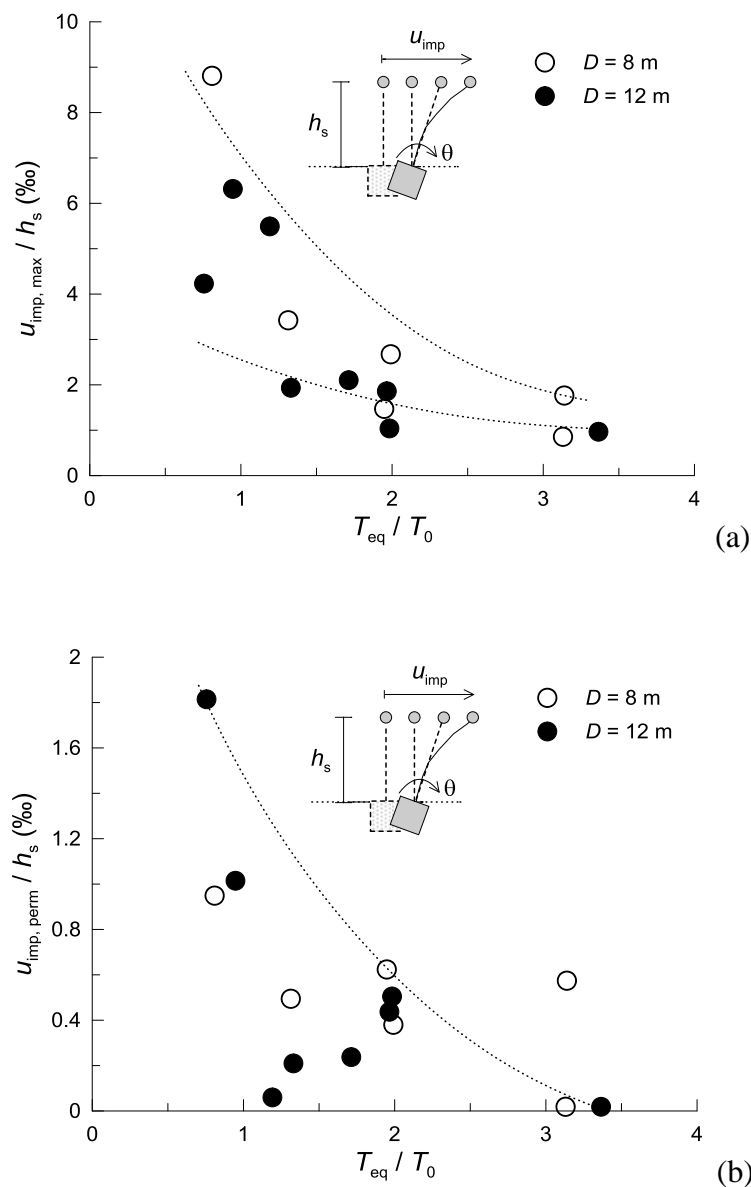 10
8
6
4
2
0
u_imp, max / h_s (‰)
u_imp
h_s
θ
D = 8 m
D = 12 m
0 1 2 3 4
T_eq / T_0
(a)
2
1.6
1.2
0.8
0.4
0
u_imp, perm / h_s (‰)
u_imp
h_s
θ
D = 8 m
D = 12 m
0 1 2 3 4
T_eq / T_0
(b)